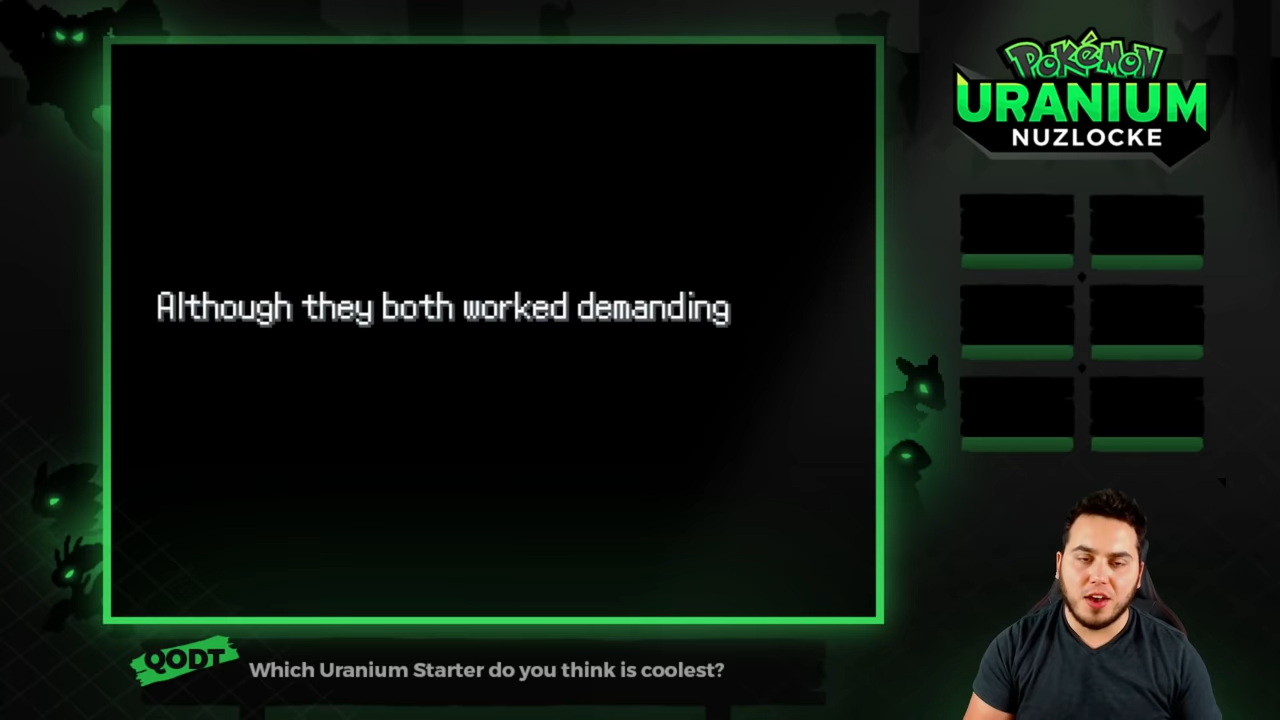 POKéMON
URANIUM
NUZLOCKE
Although they both worked demanding
QODT
Which Uranium Starter do you think is coolest?